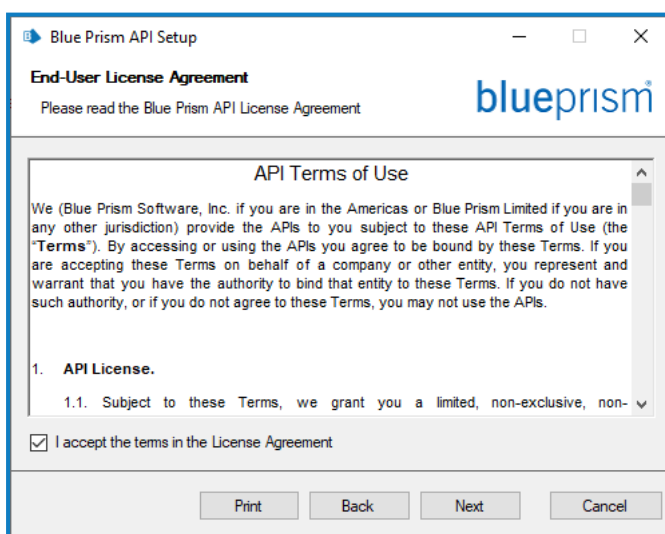 Blue Prism API Setup
End-User License Agreement
Please read the Blue Prism API License Agreement
blueprism®
API Terms of Use
We (Blue Prism Software, Inc. if you are in the Americas or Blue Prism Limited if you are in
any other jurisdiction) provide the APIs to you subject to these API Terms of Use (the
“Terms”). By accessing or using the APIs you agree to be bound by these Terms. If you
are accepting these Terms on behalf of a company or other entity, you represent and
warrant that you have the authority to bind that entity to these Terms. If you do not have
such authority, or if you do not agree to these Terms, you may not use the APIs.
1. API License.
1.1. Subject to these Terms, we grant you a limited, non-exclusive, non-
I accept the terms in the License Agreement
Print Back Next Cancel